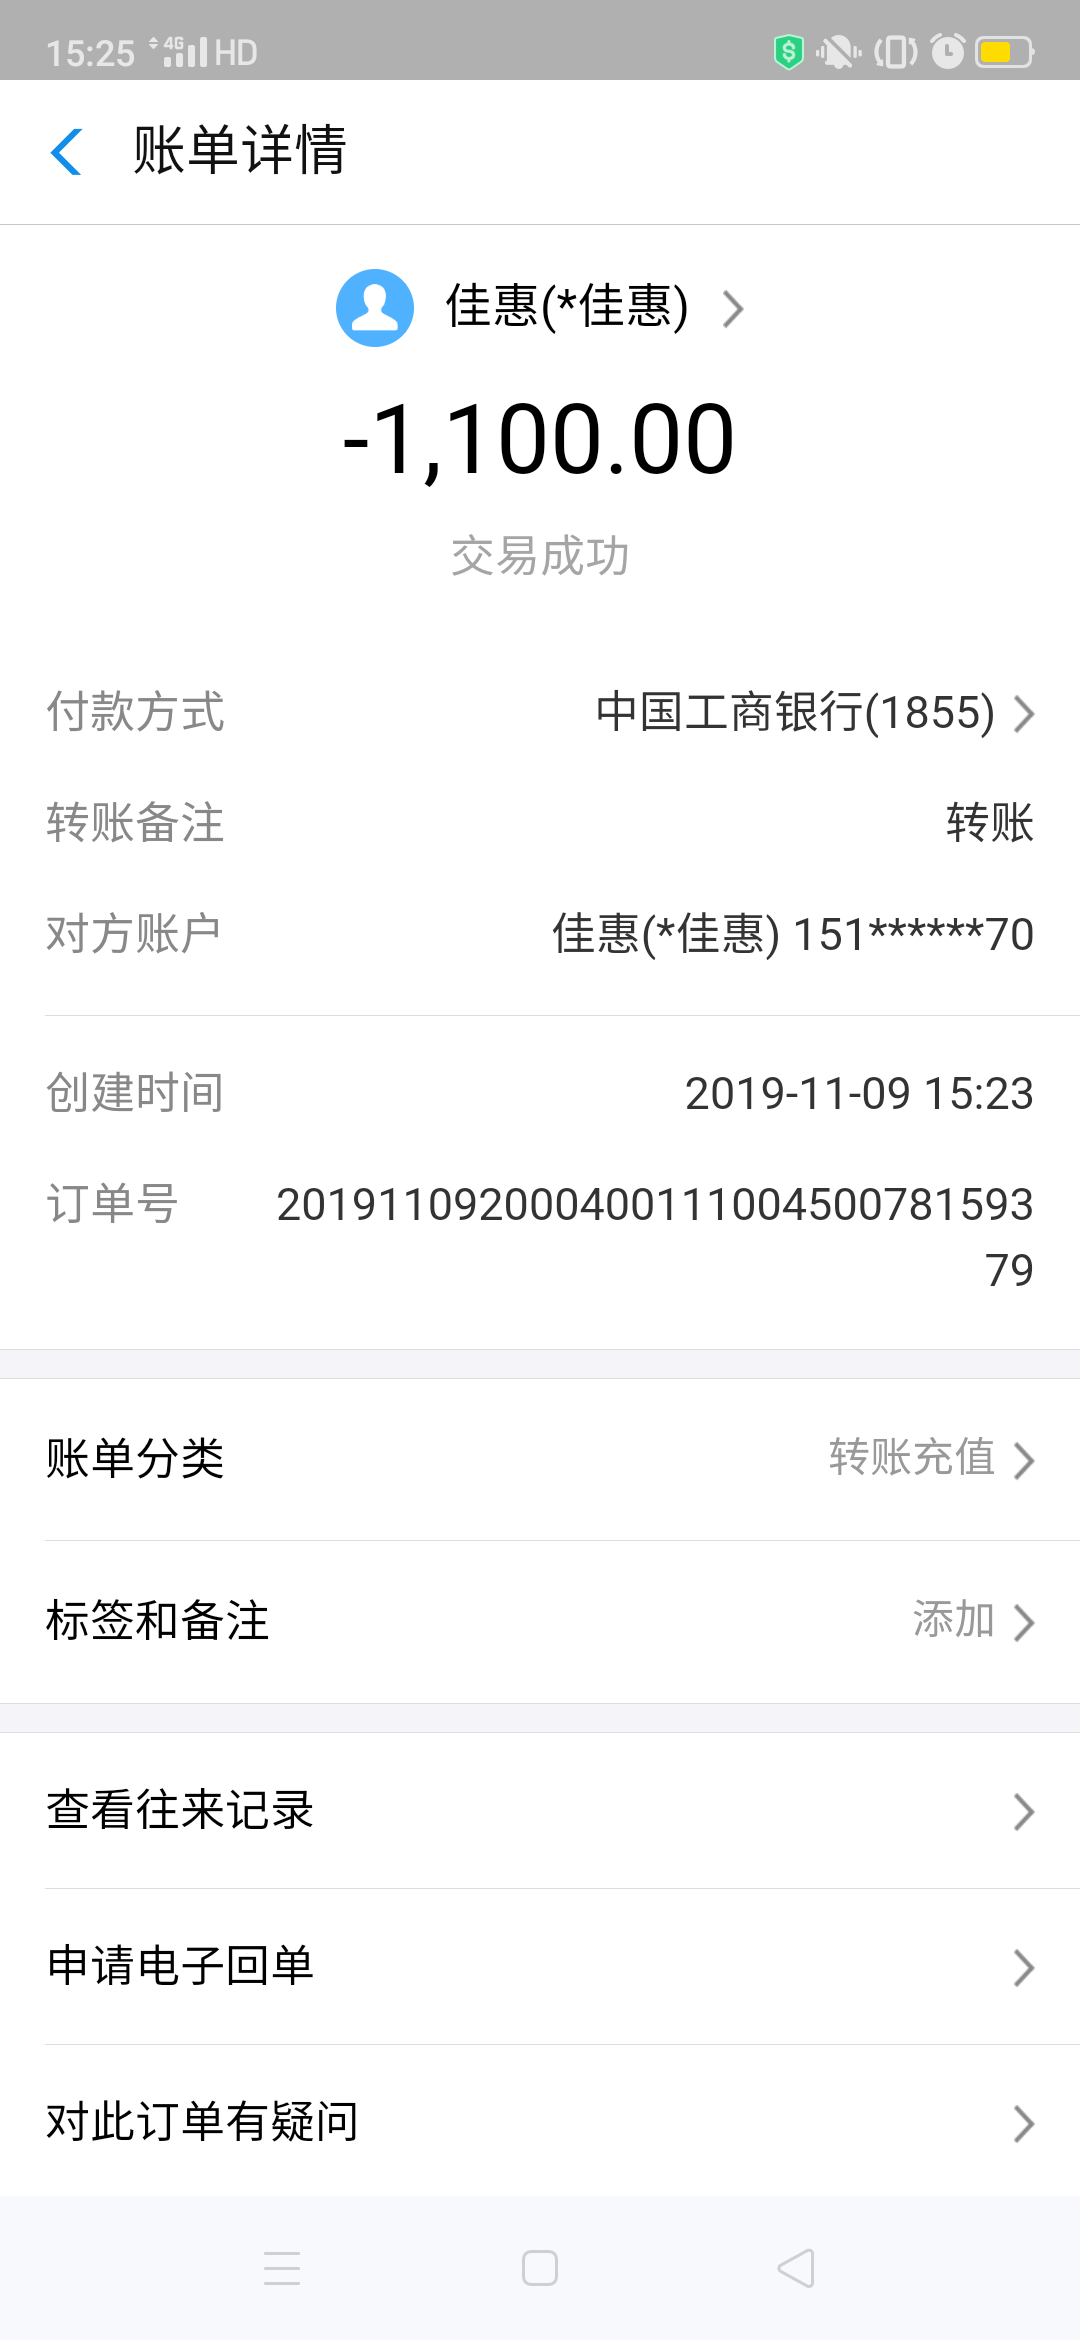 15:25 4G HD
账单详情
佳惠(*佳惠)
-1,100.00
交易成功
付款方式 中国工商银行(1855)
转账备注 转账
对方账户 佳惠(*佳惠) 151******70
创建时间 2019-11-09 15:23
订单号 201911092000400111004500781593
79
账单分类 转账充值
标签和备注 添加
查看往来记录
申请电子回单
对此订单有疑问